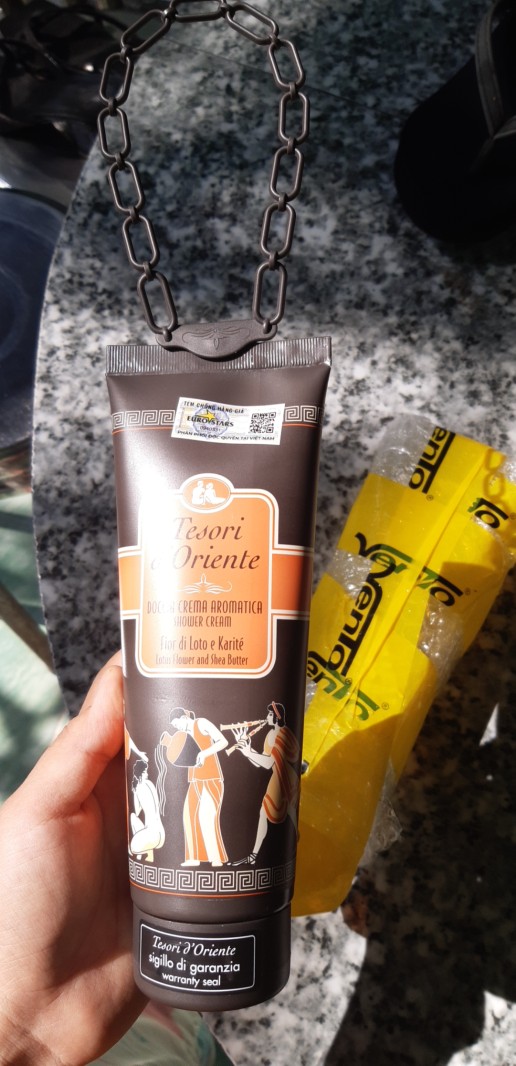 TEM CHỐNG HÀNG GIẢ
EUROSTARS
PHÂN PHỐI ĐỘC QUYỀN TẠI VIỆT NAM
Tesori
d'Oriente
DOCCIA CREMA AROMATICA
SHOWER CREAM
Fior di Loto e Karité
Lotus Flower and Shea Butter
Tesori d'Oriente
sigillo di garanzia
warranty seal